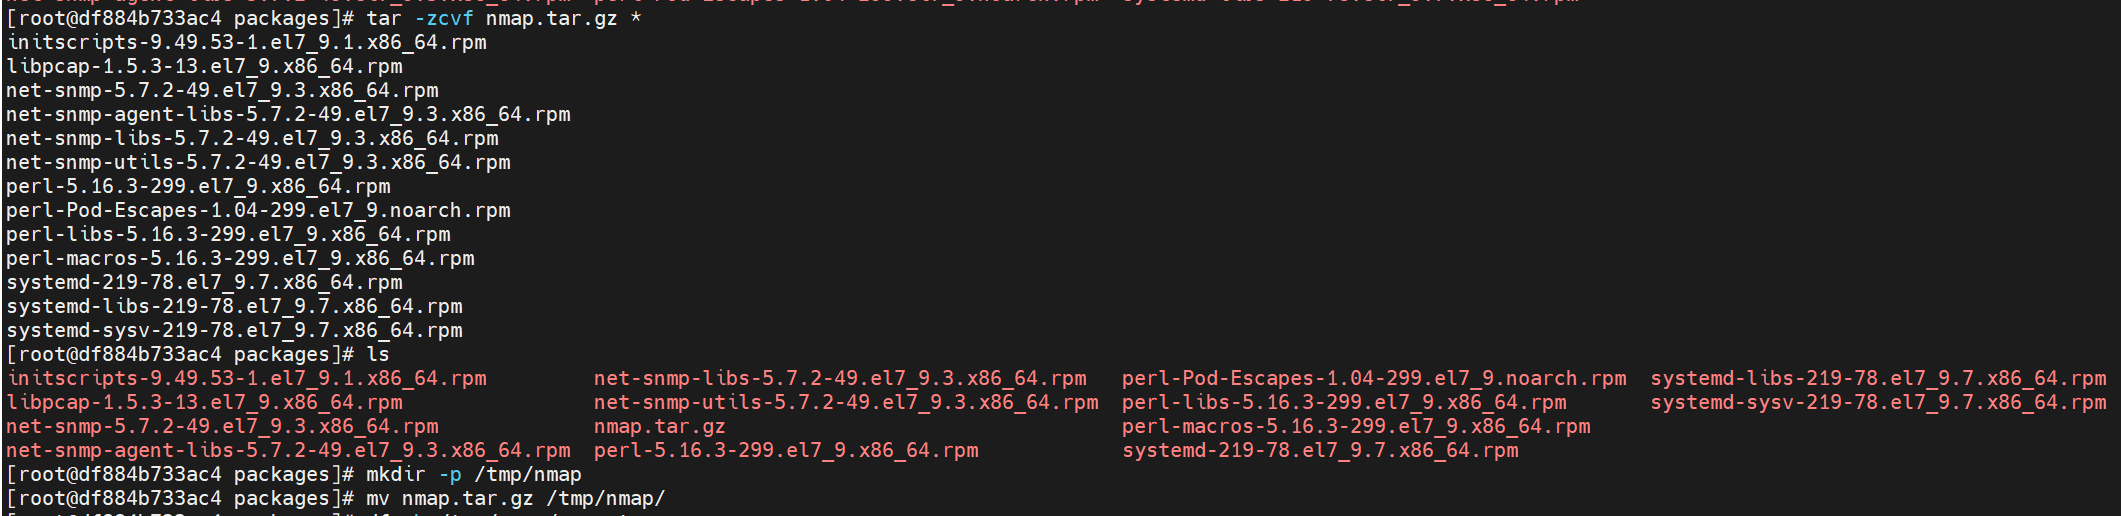 [root@df884b733ac4 packages]# tar -zcvf nmap.tar.gz *
initscripts-9.49.53-1.el7_9.1.x86_64.rpm
libpcap-1.5.3-13.el7_9.x86_64.rpm
net-snmp-5.7.2-49.el7_9.3.x86_64.rpm
net-snmp-agent-libs-5.7.2-49.el7_9.3.x86_64.rpm
net-snmp-libs-5.7.2-49.el7_9.3.x86_64.rpm
net-snmp-utils-5.7.2-49.el7_9.3.x86_64.rpm
perl-5.16.3-299.el7_9.x86_64.rpm
perl-Pod-Escapes-1.04-299.el7_9.noarch.rpm
perl-libs-5.16.3-299.el7_9.x86_64.rpm
perl-macros-5.16.3-299.el7_9.x86_64.rpm
systemd-219-78.el7_9.7.x86_64.rpm
systemd-libs-219-78.el7_9.7.x86_64.rpm
systemd-sysv-219-78.el7_9.7.x86_64.rpm
[root@df884b733ac4 packages]# ls
initscripts-9.49.53-1.el7_9.1.x86_64.rpm net-snmp-libs-5.7.2-49.el7_9.3.x86_64.rpm perl-Pod-Escapes-1.04-299.el7_9.noarch.rpm systemd-libs-219-78.el7_9.7.x86_64.rpm
libpcap-1.5.3-13.el7_9.x86_64.rpm net-snmp-utils-5.7.2-49.el7_9.3.x86_64.rpm perl-libs-5.16.3-299.el7_9.x86_64.rpm systemd-sysv-219-78.el7_9.7.x86_64.rpm
net-snmp-5.7.2-49.el7_9.3.x86_64.rpm nmap.tar.gz perl-macros-5.16.3-299.el7_9.x86_64.rpm
net-snmp-agent-libs-5.7.2-49.el7_9.3.x86_64.rpm perl-5.16.3-299.el7_9.x86_64.rpm systemd-219-78.el7_9.7.x86_64.rpm
[root@df884b733ac4 packages]# mkdir -p /tmp/nmap
[root@df884b733ac4 packages]# mv nmap.tar.gz /tmp/nmap/